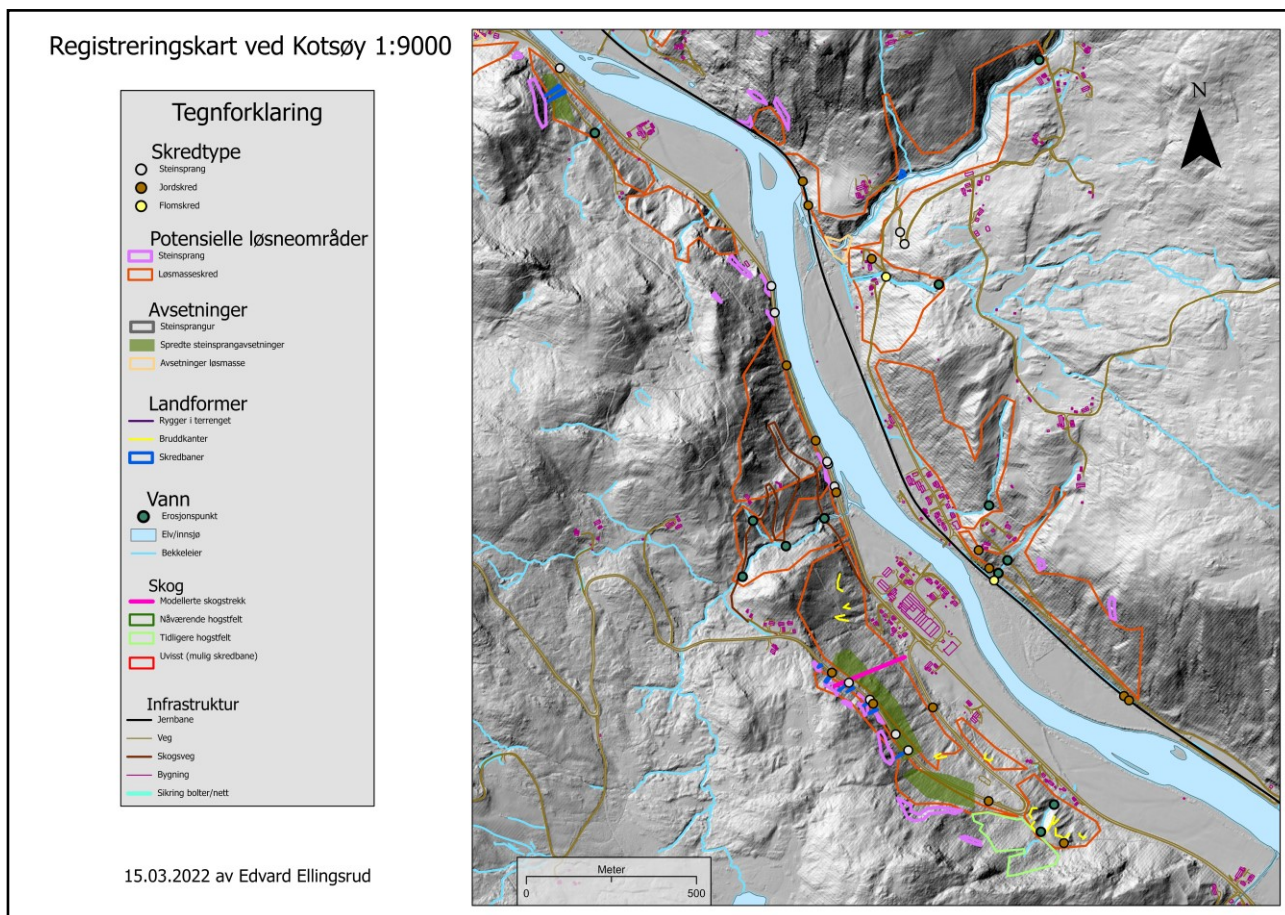 Registreringskart ved Kotsøy 1:9000
Tegnforklaring
Skredtype
Steinsprang
Jordskred
Flomskred
Potensielle løsneområder
Steinsprang
Løsmasseskred
Avsetninger
Steinsprangur
Spredte steinsprangavsetninger
Avsetninger løsmasse
Landformer
Rygger i terrenget
Bruddkanter
Skredbaner
Vann
Erosjonspunkt
Elv/innsjø
Bekkeleier
Skog
Modellerte skogstrekk
Nåværende hogstfelt
Tidligere hogstfelt
Uvisst (mulig skredbane)
Infrastruktur
Jernbane
Veg
Skogsveg
Bygning
Sikring bolter/nett
15.03.2022 av Edvard Ellingsrud
N
Meter
0 500